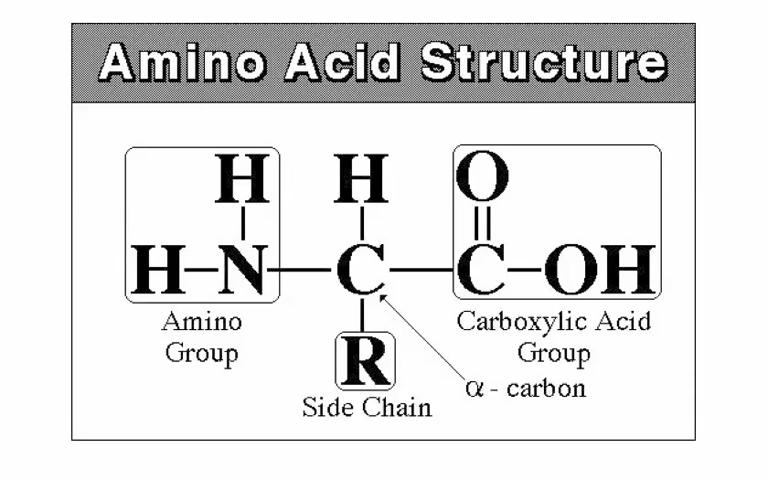 Amino Acid Structure
H H O
H–N–C–C–OH
Amino Group
Carboxylic Acid Group
R
Side Chain
α - carbon